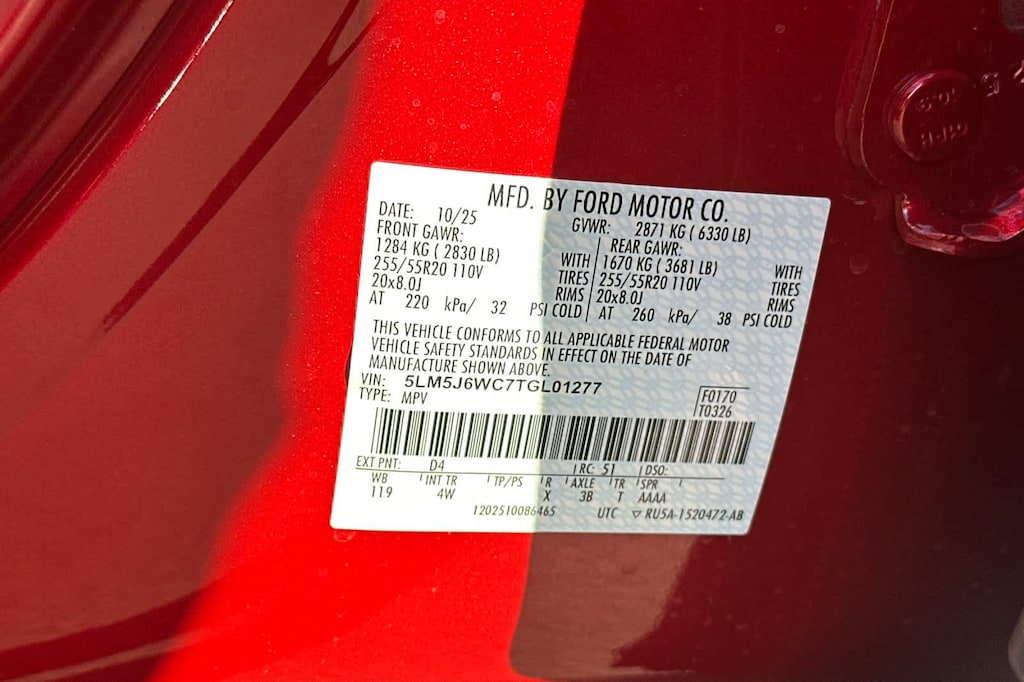 MFD. BY FORD MOTOR CO.
DATE: 10/25 GVWR: 2871 KG ( 6330 LB)
FRONT GAWR: REAR GAWR:
1284 KG ( 2830 LB) WITH 1670 KG ( 3681 LB) WITH
255/55R20 110V TIRES 255/55R20 110V TIRES
20x8.0J RIMS 20x8.0J RIMS
AT 220 kPa/ 32 PSI COLD AT 260 kPa/ 38 PSI COLD
THIS VEHICLE CONFORMS TO ALL APPLICABLE FEDERAL MOTOR
VEHICLE SAFETY STANDARDS IN EFFECT ON THE DATE OF
MANUFACTURE SHOWN ABOVE.
VIN: 5LM5J6WC7TGL01277 F0170
TYPE: MPV T0326
EXT PNT: D4 RC: 51 DSO:
WB INT TR TP/PS R AXLE TR SPR
119 4W X 3B T AAAA
1202510086465 UTC ▽ RU5A-1520472-AB